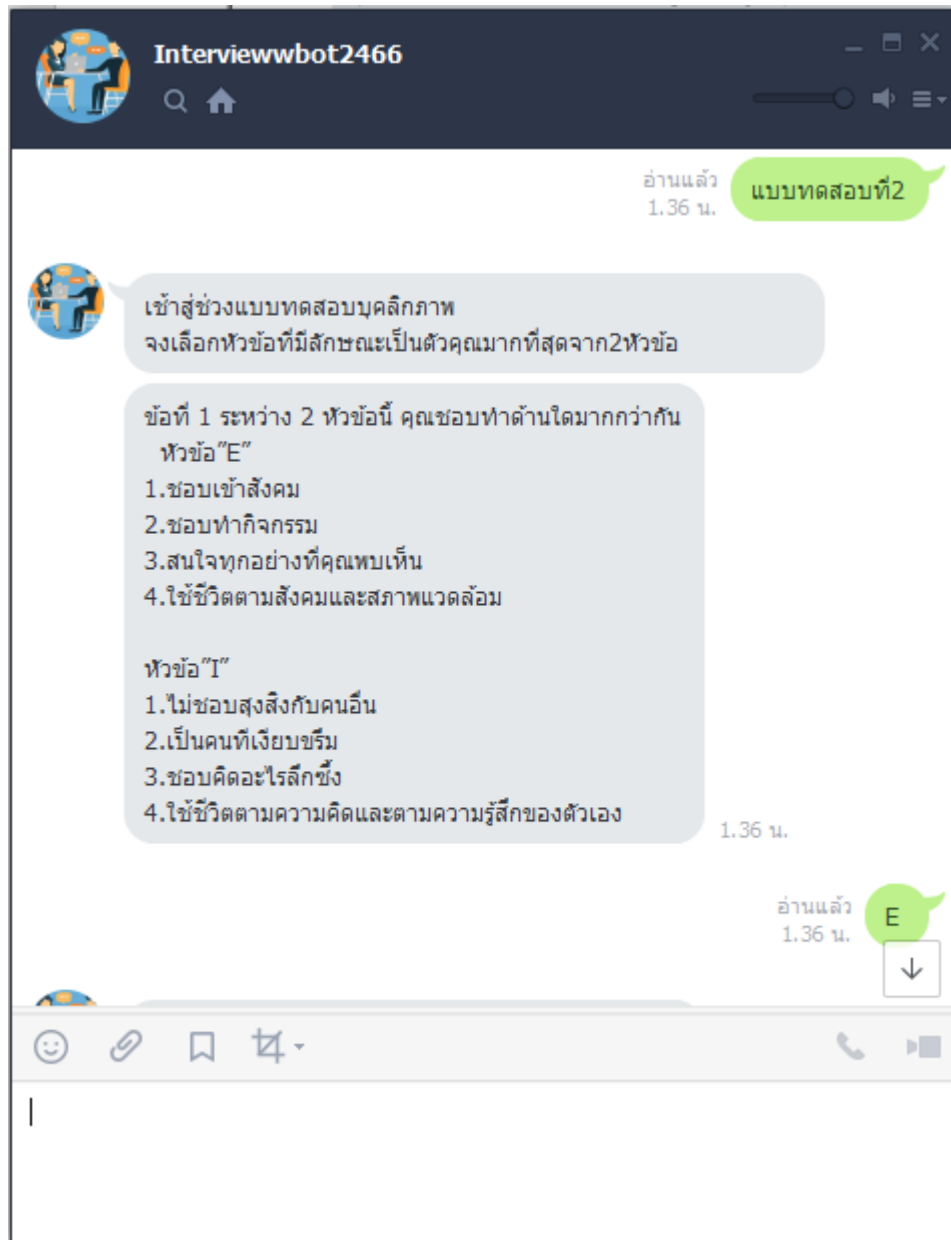 Interviewwbot2466
อ่านแล้ว
1.36 น.
แบบทดสอบที่2
เข้าสู่ช่วงแบบทดสอบบุคลิกภาพ
จงเลือกหัวข้อที่มีลักษณะเป็นตัวคุณมากที่สุดจาก2หัวข้อ
ข้อที่ 1 ระหว่าง 2 หัวข้อนี้ คุณชอบทำด้านใดมากกว่ากัน
หัวข้อ"E"
1.ชอบเข้าสังคม
2.ชอบทำกิจกรรม
3.สนใจทุกอย่างที่คุณพบเห็น
4.ใช้ชีวิตตามสังคมและสภาพแวดล้อม
หัวข้อ"I"
1.ไม่ชอบสุงสิงกับคนอื่น
2.เป็นคนที่เงียบขรึม
3.ชอบคิดอะไรลึกซึ้ง
4.ใช้ชีวิตตามความคิดและตามความรู้สึกของตัวเอง
1.36 น.
อ่านแล้ว
1.36 น.
E